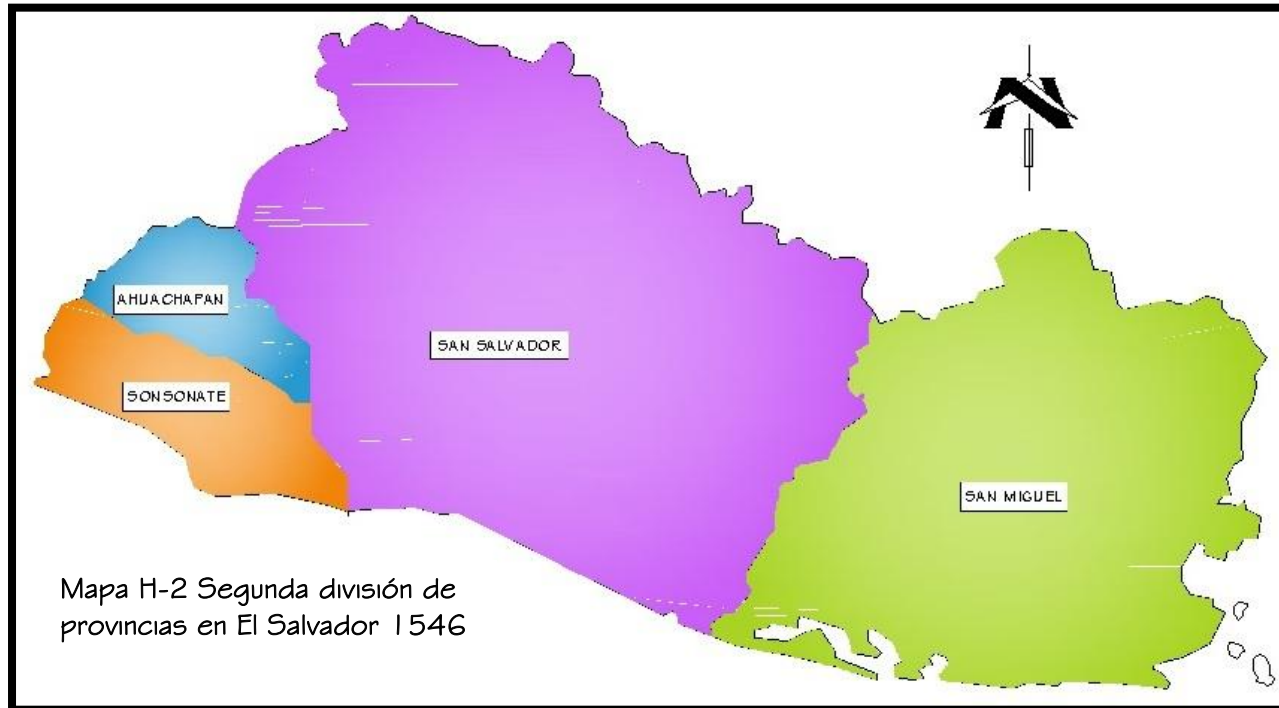 AHUACHAPAN
SAN SALVADOR
SONSONATE
SAN MIGUEL
Mapa H-2 Segunda división de
provincias en El Salvador 1546